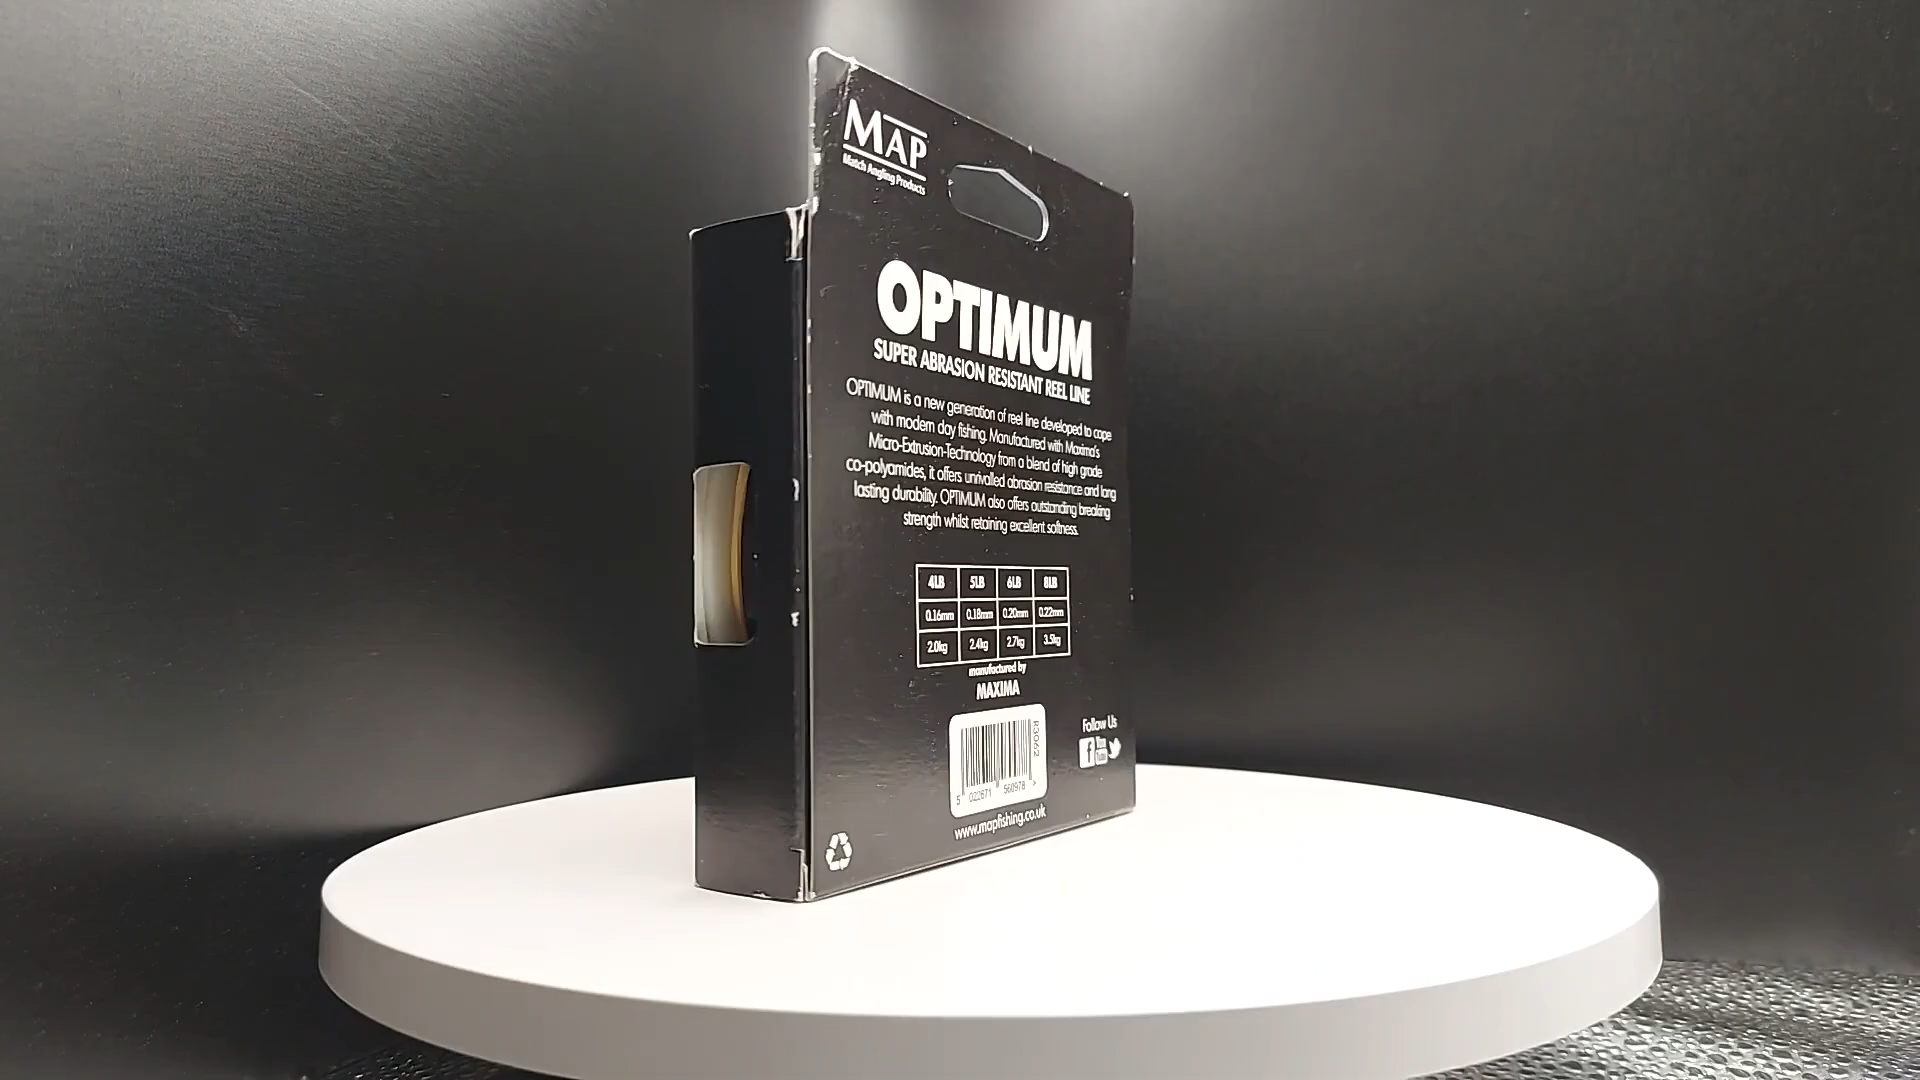 MAP
Match Angling Products
OPTIMUM
SUPER ABRASION RESISTANT REEL LINE
OPTIMUM is a new generation of reel line developed to cope
with modern day fishing. Manufactured with Maxima's
Micro-Extrusion-Technology from a blend of high grade
co-polyamides, it offers unrivalled abrasion resistance and long
lasting durability. OPTIMUM also offers outstanding breaking
strength whilst retaining excellent softness.
4LB 5LB 6LB 8LB
0.16mm 0.18mm 0.20mm 0.22mm
2.0kg 2.4kg 2.7kg 3.5kg
manufactured by
MAXIMA
R3062
5 022871 560978 >
Follow Us
f You Tube
www.mapfishing.co.uk